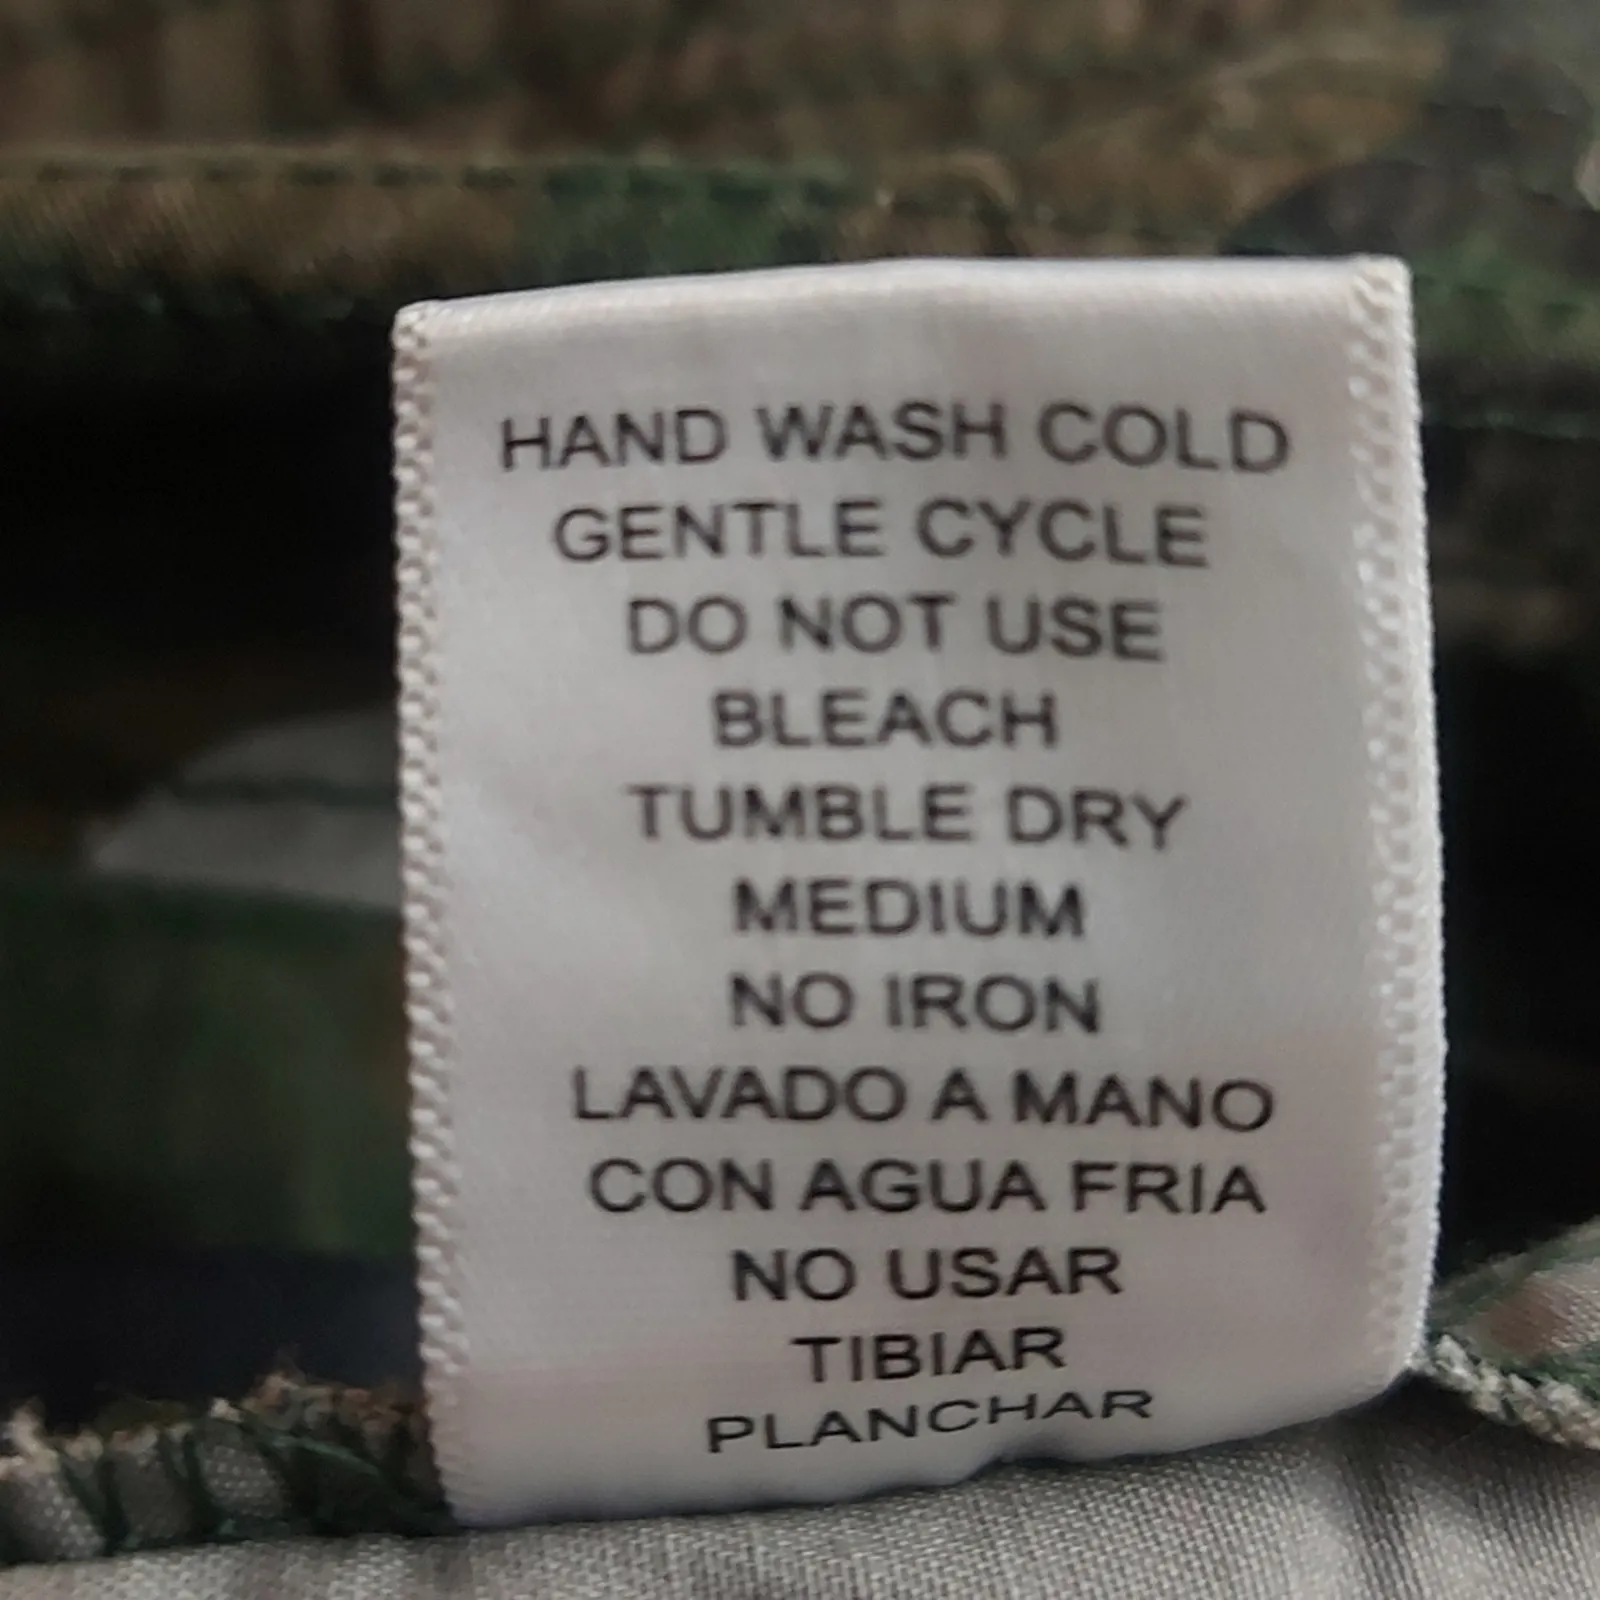 HAND WASH COLD
GENTLE CYCLE
DO NOT USE
BLEACH
TUMBLE DRY
MEDIUM
NO IRON
LAVADO A MANO
CON AGUA FRIA
NO USAR
TIBIAR
PLANCHAR